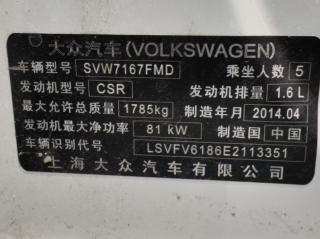 大众汽车(VOLKSWAGEN)
车辆型号 SVW7167FMD 乘坐人数 5
发动机型号 CSR 发动机排量 1.6L
最大允许总质量 1785kg 制造年月 2014.04
发动机最大净功率 81 kW 制造国 中国
车辆识别代号 LSVFV6186E2113351
上海大众汽车有限公司